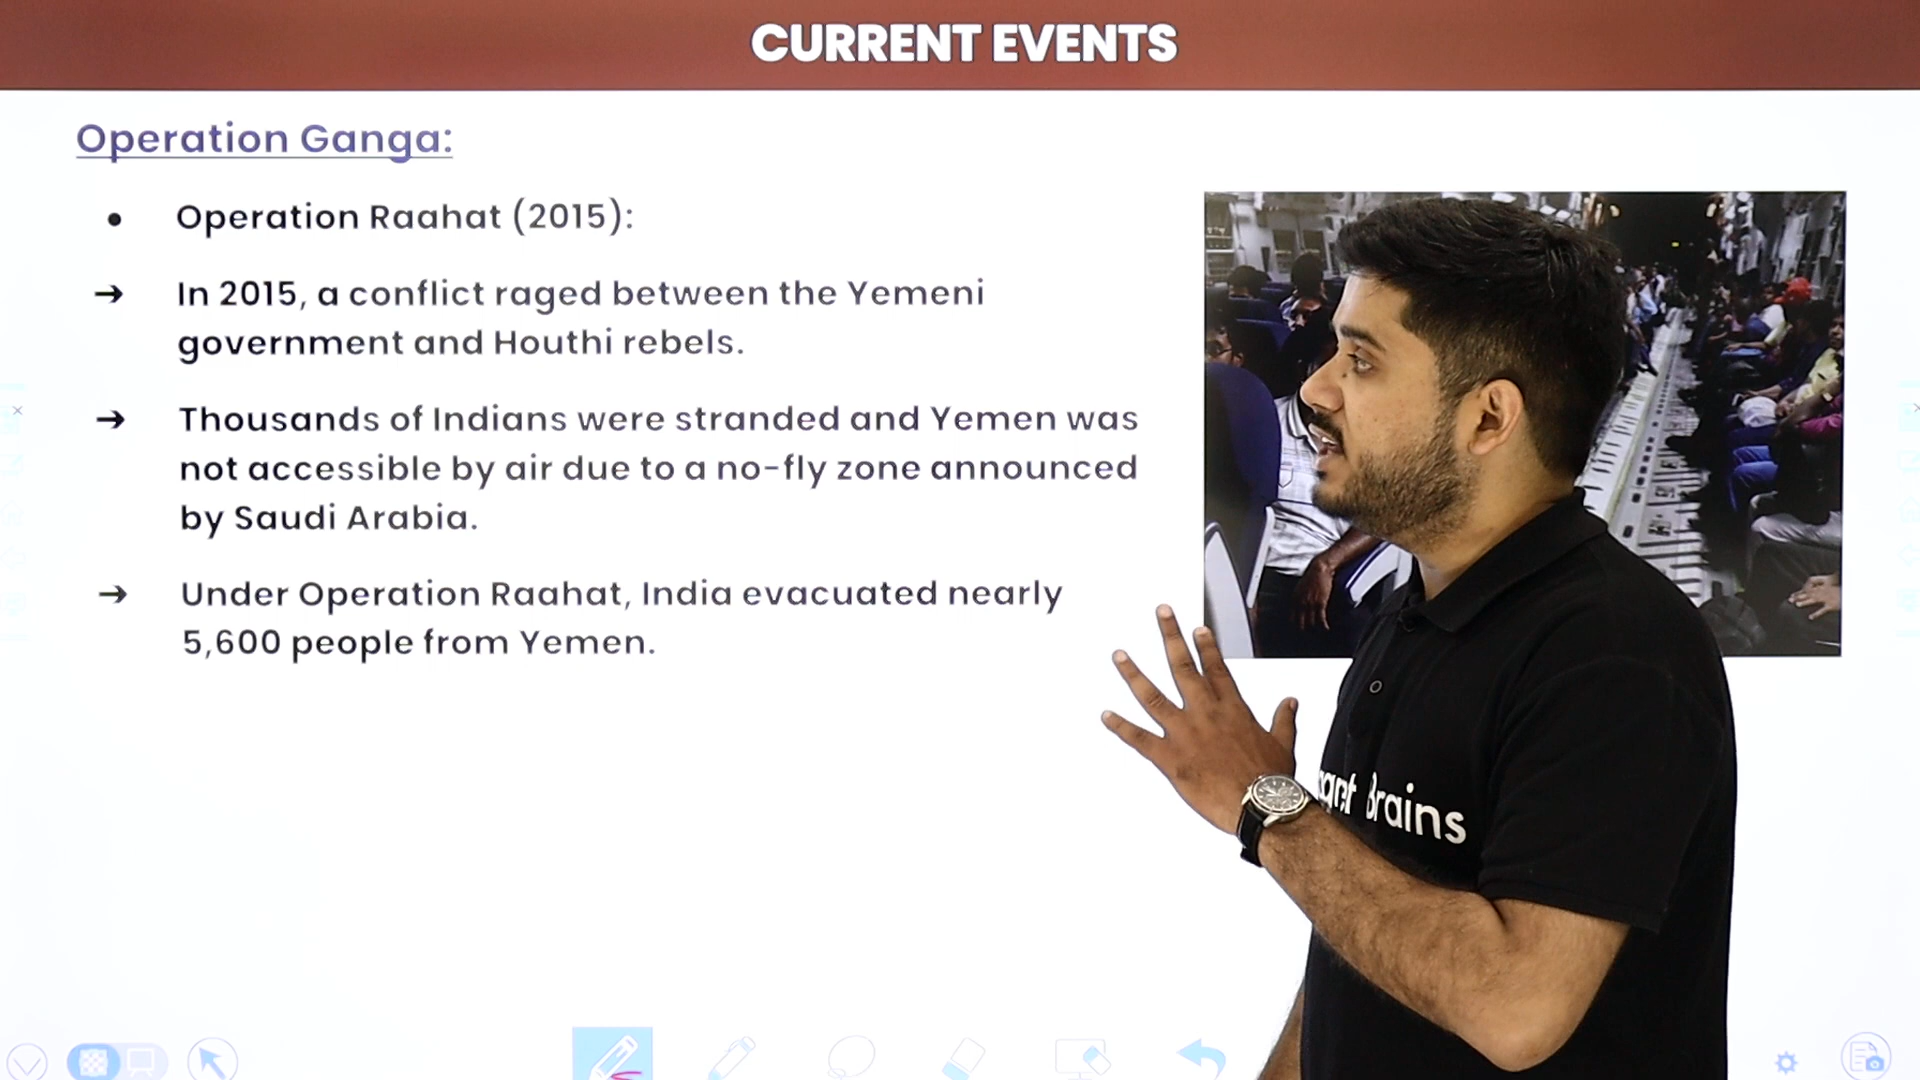 CURRENT EVENTS
Operation Ganga:
• Operation Raahat (2015):
→ In 2015, a conflict raged between the Yemeni
government and Houthi rebels.
→ Thousands of Indians were stranded and Yemen was
not accessible by air due to a no-fly zone announced
by Saudi Arabia.
→ Under Operation Raahat, India evacuated nearly
5,600 people from Yemen.
Brains